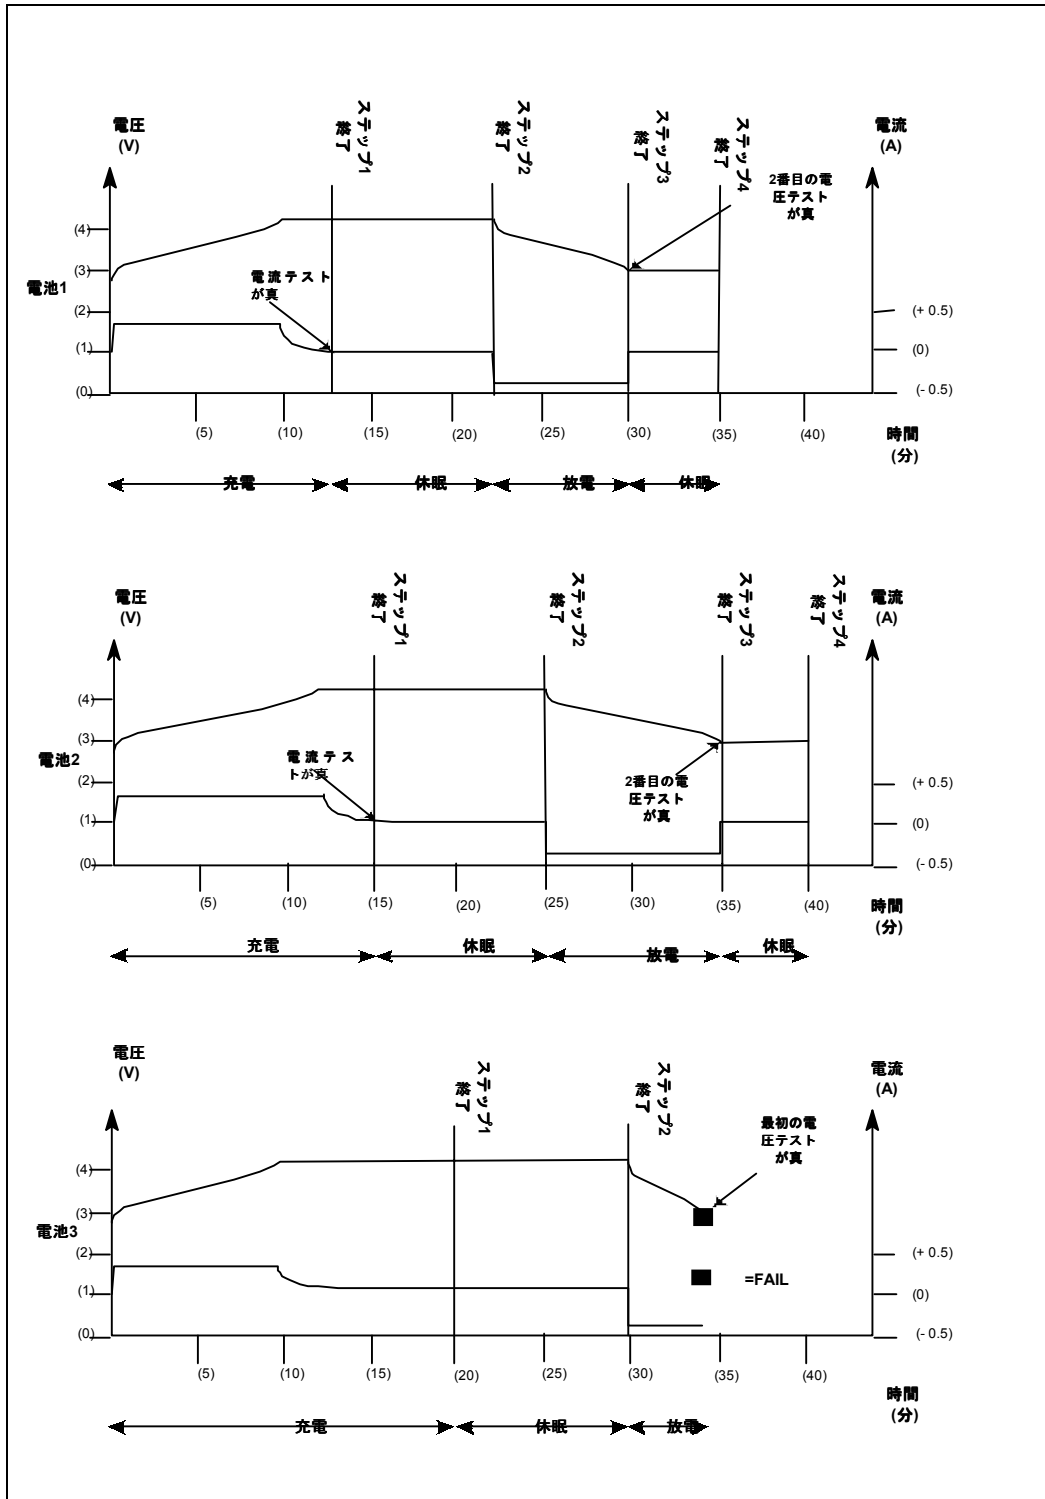 電圧
(V)
ステップ1
終了
ステップ2
終了
ステップ3
終了
ステップ4
終了
電流
(A)
2番目の電
圧テスト
が真
(4)
(3)
電池1
電流テスト
が真
(2)
(+ 0.5)
(1)
(0)
(0)
(- 0.5)
(5)
(10)
(15)
(20)
(25)
(30)
(35)
(40)
時間
(分)
充電
休眠
放電
休眠
電圧
(V)
ステップ1
終了
ステップ2
終了
ステップ3
終了
ステップ4
終了
電流
(A)
(4)
(3)
電池2
電流テス
トが真
2番目の電
圧テスト
が真
(2)
(+ 0.5)
(1)
(0)
(0)
(- 0.5)
(5)
(10)
(15)
(20)
(25)
(30)
(35)
(40)
時間
(分)
充電
休眠
放電
休眠
電圧
(V)
ステップ1
終了
ステップ2
終了
電流
(A)
最初の電
圧テスト
が真
(4)
(3)
電池3
(2)
(+ 0.5)
=FAIL
(1)
(0)
(0)
(- 0.5)
(5)
(10)
(15)
(20)
(25)
(30)
(35)
(40)
時間
(分)
充電
休眠
放電